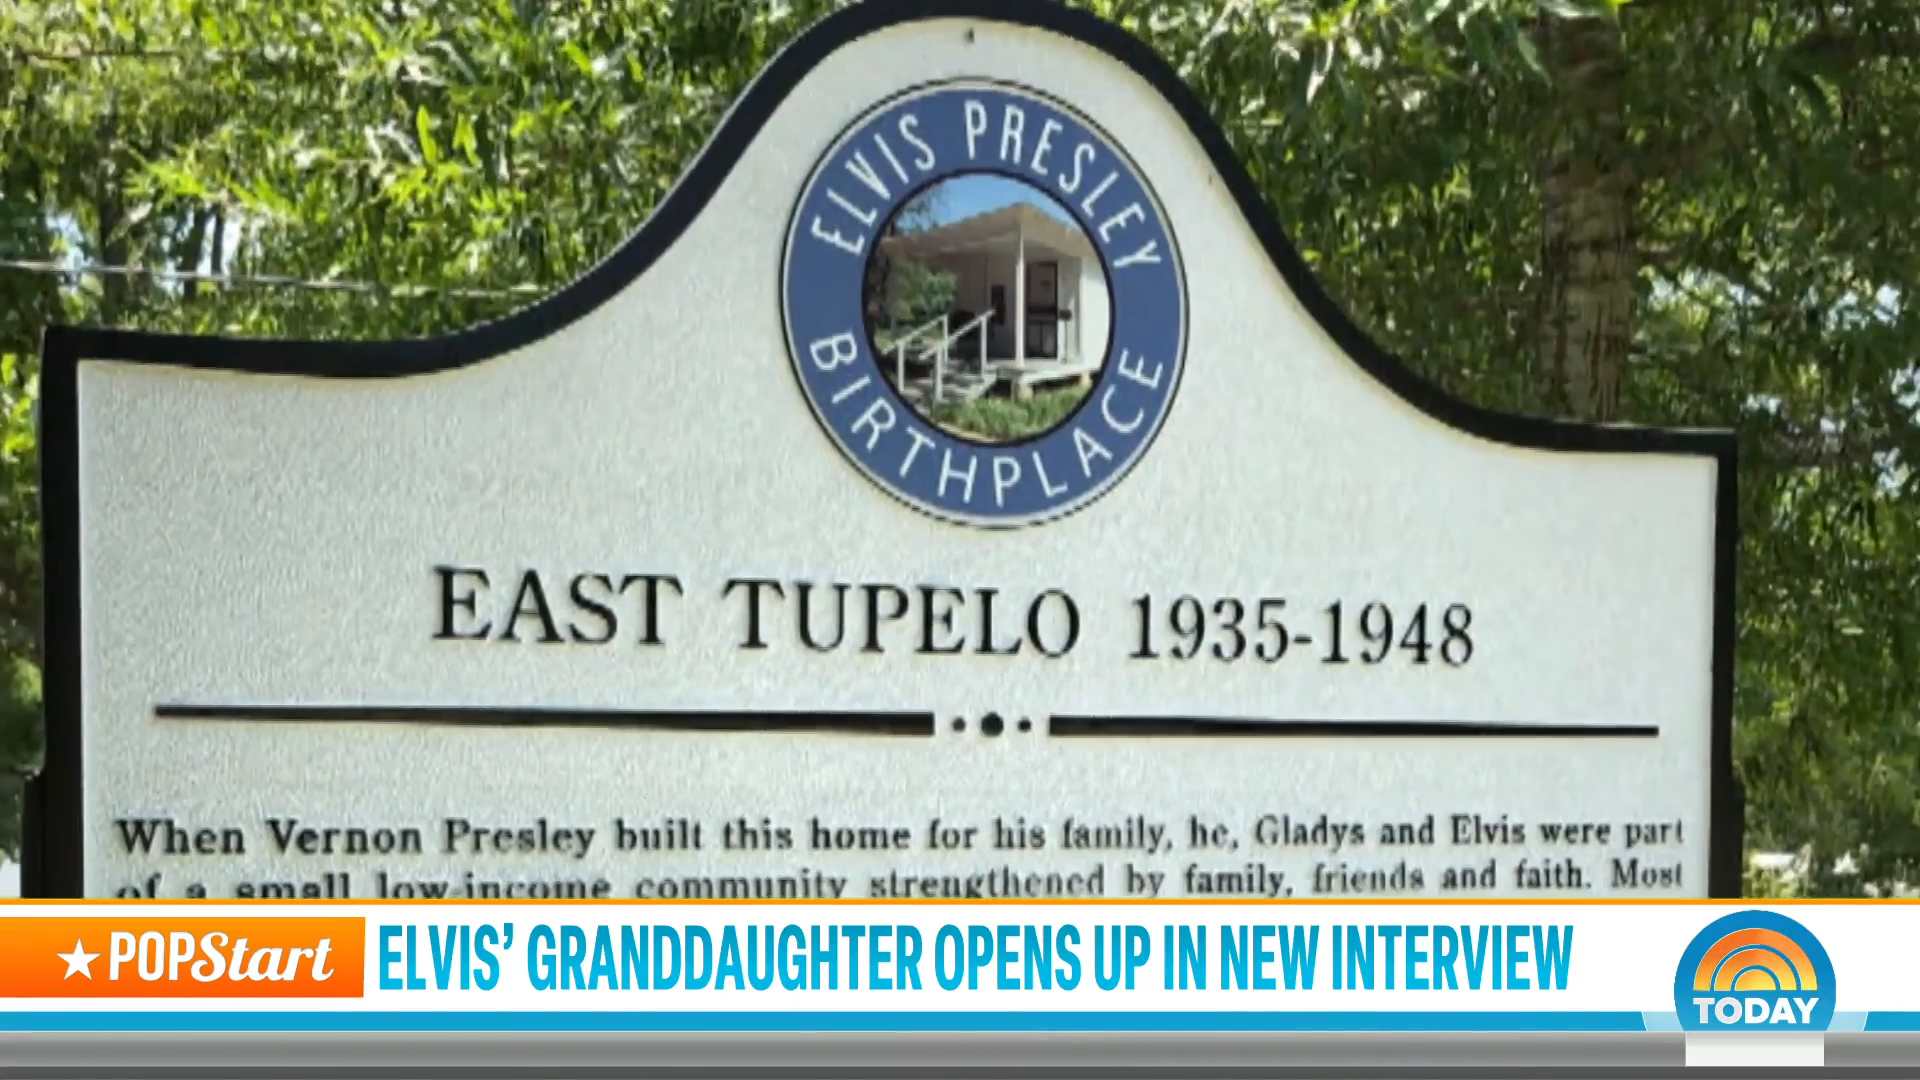 ELVIS PRESLEY
BIRTHPLACE
EAST TUPELO 1935-1948
When Vernon Presley built this home for his family, he, Gladys and Elvis were part
of a small low-income community strengthened by family, friends and faith. Most
POPStart
ELVIS’ GRANDDAUGHTER OPENS UP IN NEW INTERVIEW
TODAY